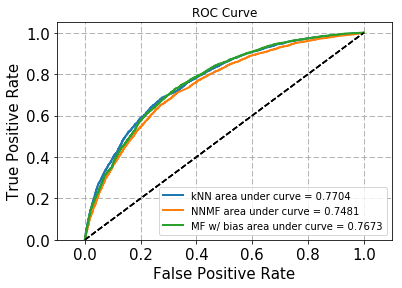 ROC Curve
True Positive Rate
1.0
0.8
0.6
0.4
0.2
0.0
kNN area under curve = 0.7704
NNMF area under curve = 0.7481
MF w/ bias area under curve = 0.7673
0.0 0.2 0.4 0.6 0.8 1.0
False Positive Rate